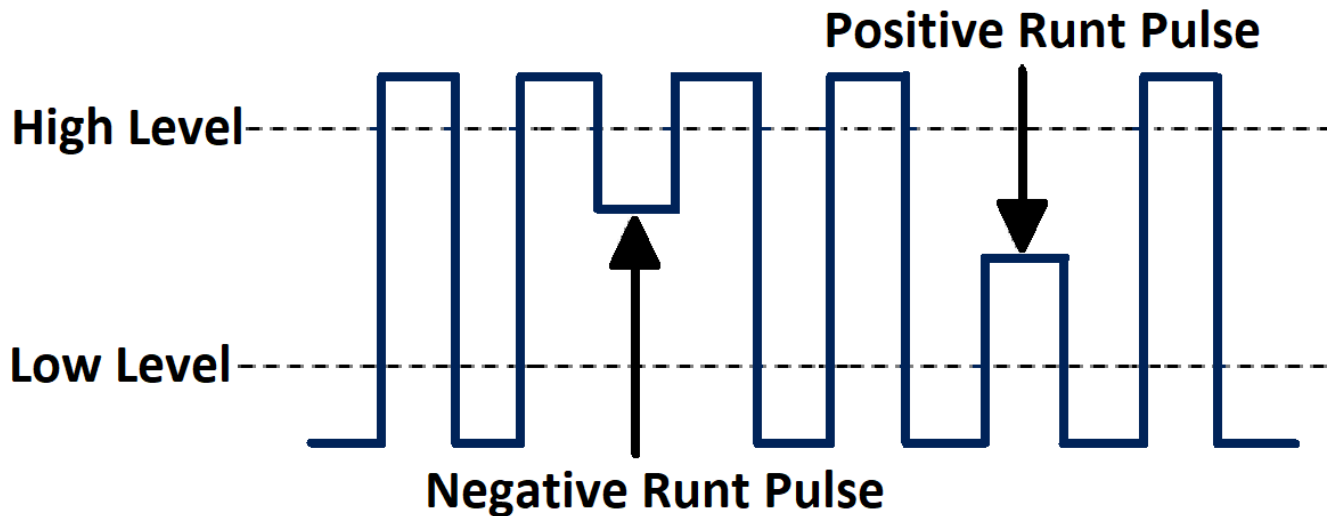 Positive Runt Pulse
High Level
Low Level
Negative Runt Pulse